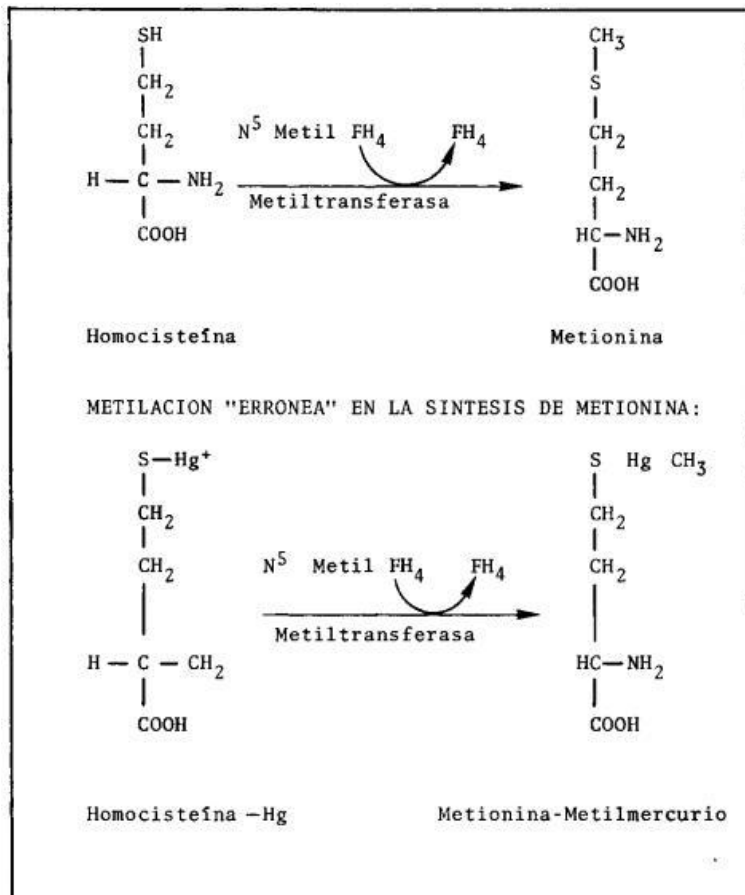 SH
CH2
CH2
N5 Metil FH4 FH4
H — C — NH2
Metiltransferasa
COOH
CH3
S
CH2
CH2
HC—NH2
COOH
Homocisteína Metionina
METILACION "ERRONEA" EN LA SINTESIS DE METIONINA:
S—Hg+
CH2
CH2
N5 Metil FH4 FH4
Metiltransferasa
H — C — CH2
COOH
S Hg CH3
CH2
CH2
HC—NH2
COOH
Homocisteína —Hg Metionina-Metilmercurio